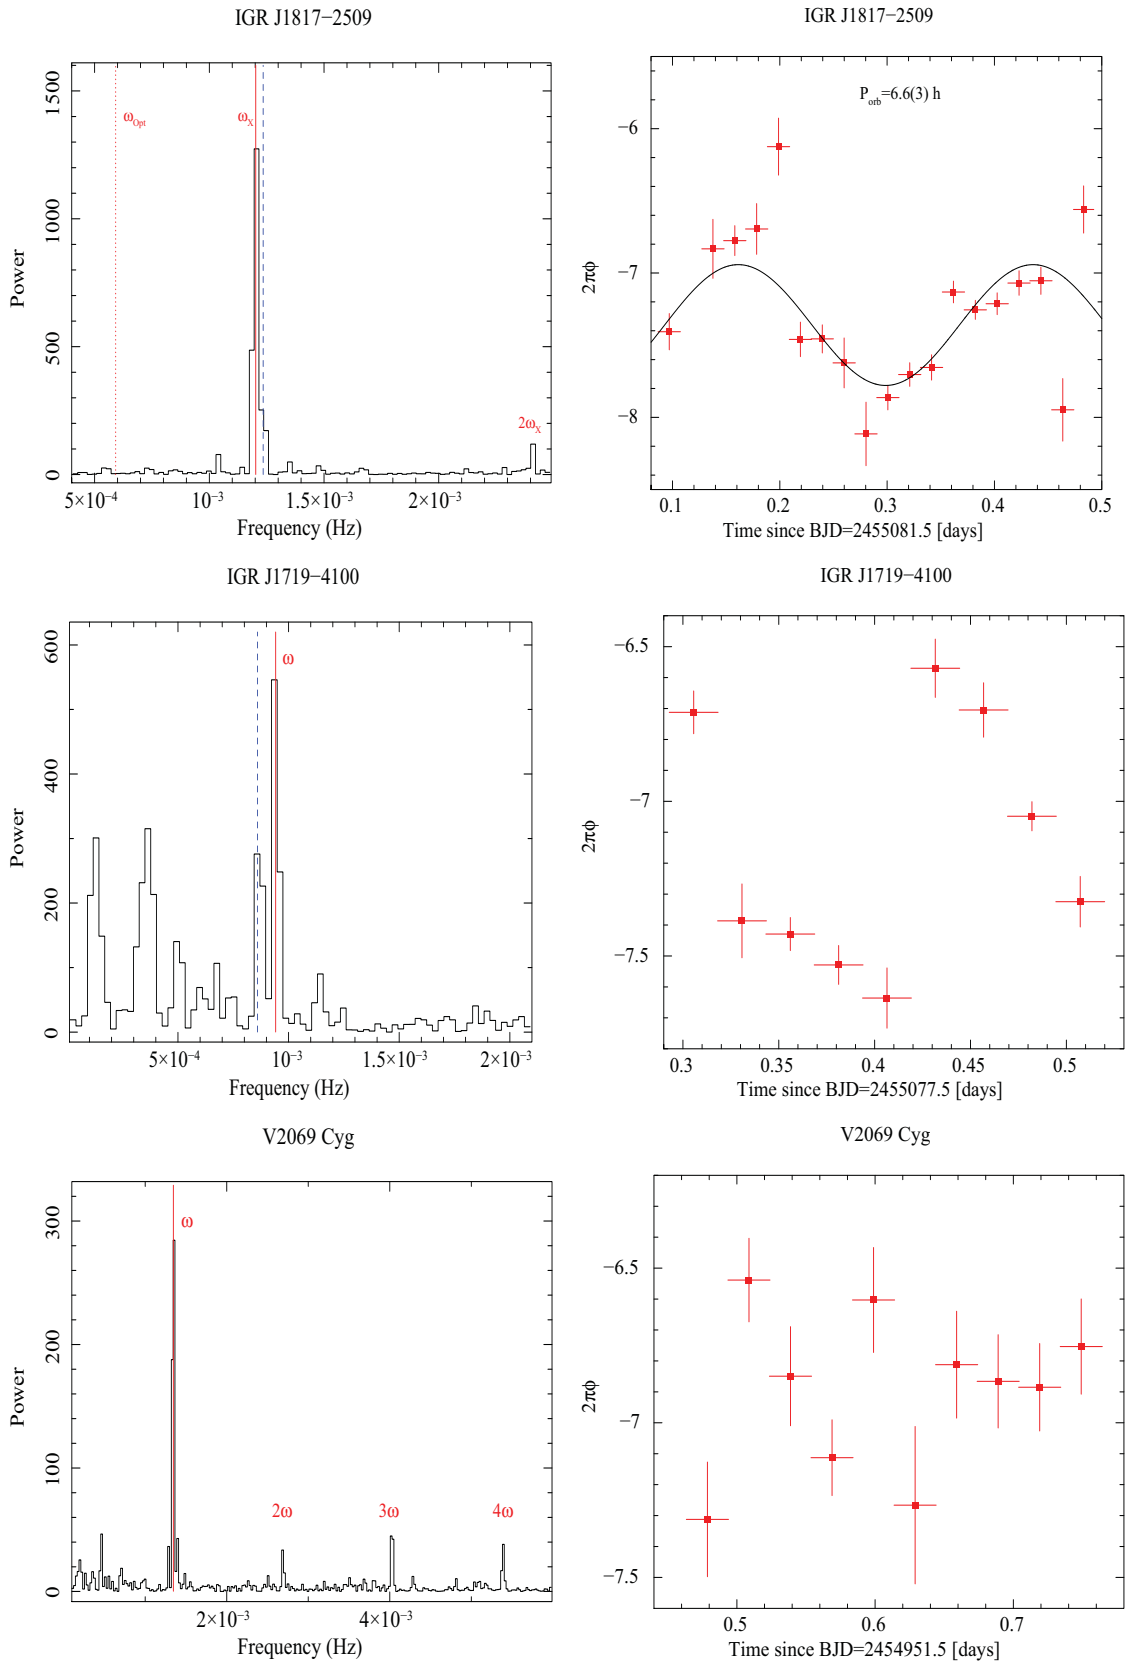 IGR J1817−2509
1500
1000
500
0
Power
ω_Opt
ω_X
2ω_X
5×10⁻⁴
10⁻³
1.5×10⁻³
2×10⁻³
Frequency (Hz)
IGR J1817−2509
P_orb=6.6(3) h
−6
−7
−8
2πϕ
0.1
0.2
0.3
0.4
0.5
Time since BJD=2455081.5 [days]
IGR J1719−4100
600
400
200
0
Power
ω
5×10⁻⁴
10⁻³
1.5×10⁻³
2×10⁻³
Frequency (Hz)
IGR J1719−4100
−6.5
−7
−7.5
2πϕ
0.3
0.35
0.4
0.45
0.5
Time since BJD=2455077.5 [days]
V2069 Cyg
300
200
100
0
Power
ω
2ω
3ω
4ω
2×10⁻³
4×10⁻³
Frequency (Hz)
V2069 Cyg
−6.5
−7
−7.5
2πϕ
0.5
0.6
0.7
Time since BJD=2454951.5 [days]